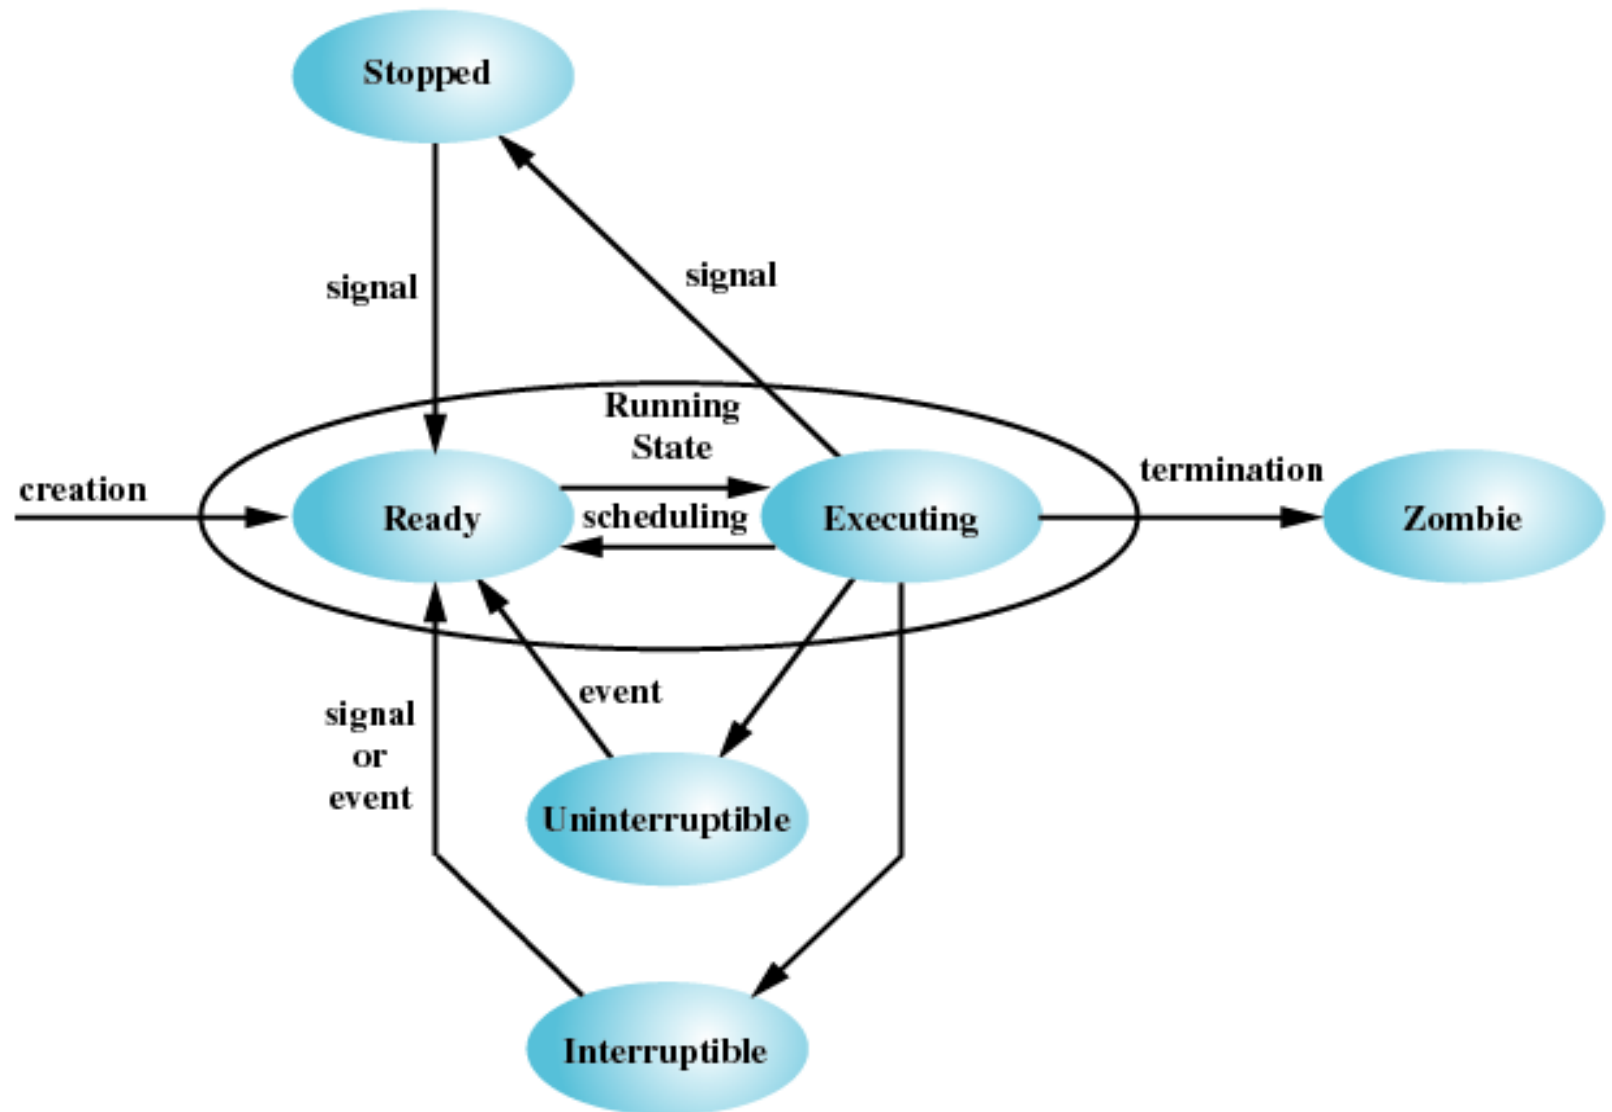 Stopped
signal
signal
Running
State
creation
termination
Ready
scheduling
Executing
Zombie
event
signal
or
event
Uninterruptible
Interruptible